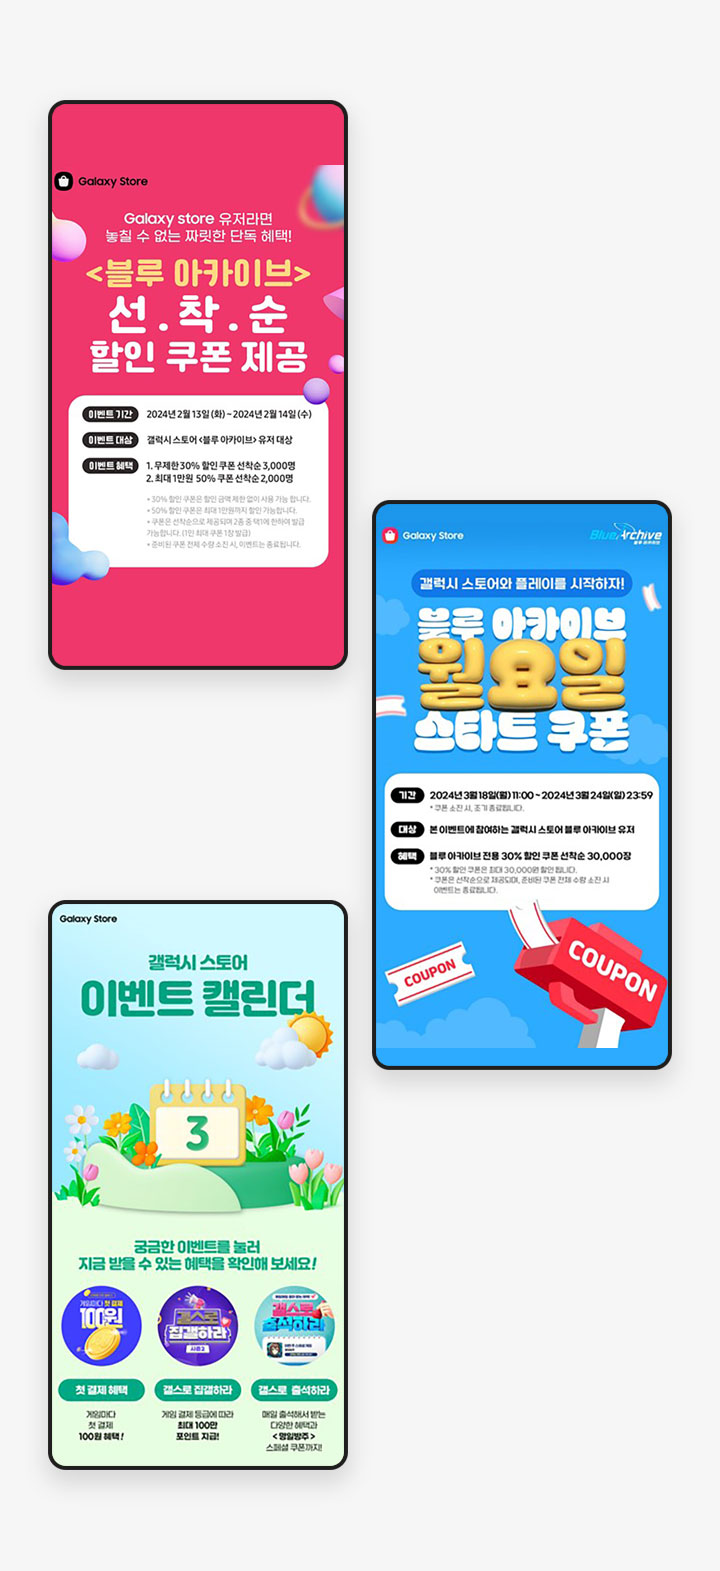 Galaxy Store
Galaxy store 유저라면
놓칠 수 없는 짜릿한 단독 혜택!
<블루 아카이브>
선.착.순
할인 쿠폰 제공
이벤트 기간 2024년 2월 13일 (화) ~ 2024년 2월 14일 (수)
이벤트 대상 갤럭시 스토어 <블루 아카이브> 유저 대상
이벤트 혜택 1. 무제한 30% 할인 쿠폰 선착순 3,000명
2. 최대 1만원 50% 쿠폰 선착순 2,000명
* 30% 할인 쿠폰은 할인 금액 제한 없이 사용 가능 합니다.
* 50% 할인 쿠폰은 최대 1만원까지 할인 가능합니다.
* 쿠폰은 선착순으로 제공되며 2종 중 택1에 한하여 발급
가능합니다. (1인 최대 쿠폰 1장 발급)
* 준비된 쿠폰 전체 수량 소진 시, 이벤트는 종료됩니다.
Galaxy Store
Blue Archive
블루 아카이브
갤럭시 스토어와 플레이를 시작하자!
블루 아카이브
월요일
스타트 쿠폰
기간 2024년 3월 18일(월) 11:00 ~ 2024년 3월 24일(일) 23:59
* 쿠폰 소진 시, 조기 종료됩니다.
대상 본 이벤트에 참여하는 갤럭시 스토어 블루 아카이브 유저
혜택 블루 아카이브 전용 30% 할인 쿠폰 선착순 30,000장
* 30% 할인 쿠폰은 최대 30,000원 할인 됩니다.
* 쿠폰은 선착순으로 제공되며, 준비된 쿠폰 전체 수량 소진 시
이벤트는 종료됩니다.
COUPON
COUPON
Galaxy Store
갤럭시 스토어
이벤트 캘린더
3
궁금한 이벤트를 눌러
지금 받을 수 있는 혜택을 확인해 보세요!
게임마다 첫 결제
100원
갤스로
집결하라
시즌3
갤스로
출석하라
첫 결제 혜택
갤스로 집결하라
갤스로 출석하라
게임마다
첫 결제
100원 혜택!
게임 결제 등급에 따라
최대 100만
포인트 지급!
매일 출석해서 받는
다양한 혜택과
<명일방주>
스페셜 쿠폰까지!